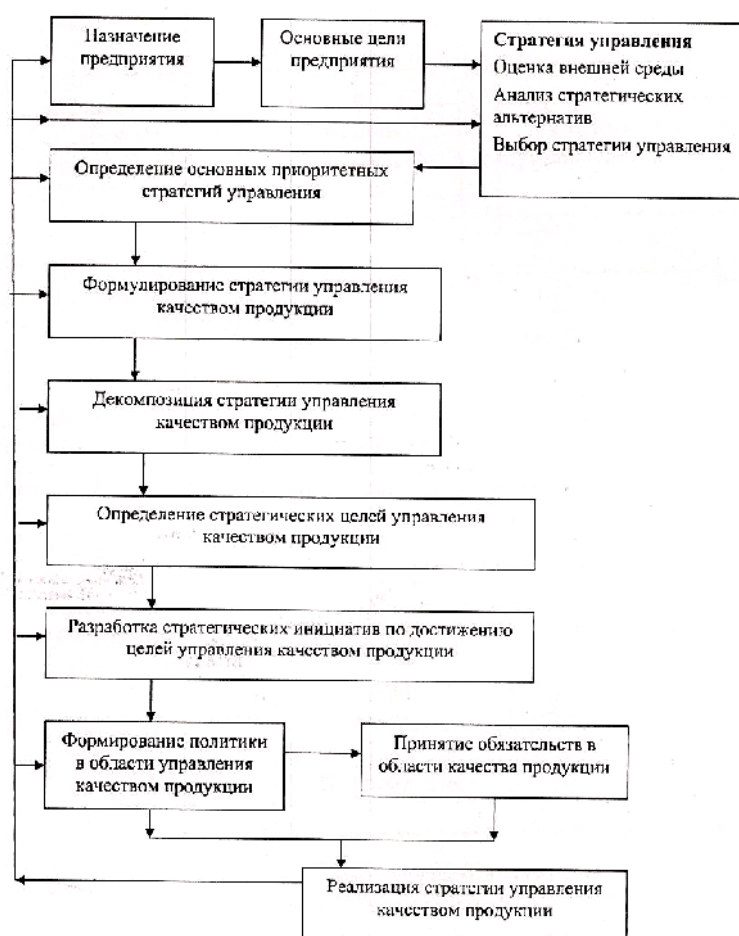 Назначение
предприятия
Основные цели
предприятия
Стратегия управления
Оценка внешней среды
Анализ стратегических
альтернатив
Выбор стратегии управления
Определение основных приоритетных
стратегий управления
Формулирование стратегии управления
качеством продукции
Декомпозиция стратегии управления
качеством продукции
Определение стратегических целей управления
качеством продукции
Разработка стратегических инициатив по достижению
целей управления качеством продукции
Формирование политики
в области управления
качеством продукции
Принятие обязательств в
области качества продукции
Реализация стратегии управления
качеством продукции